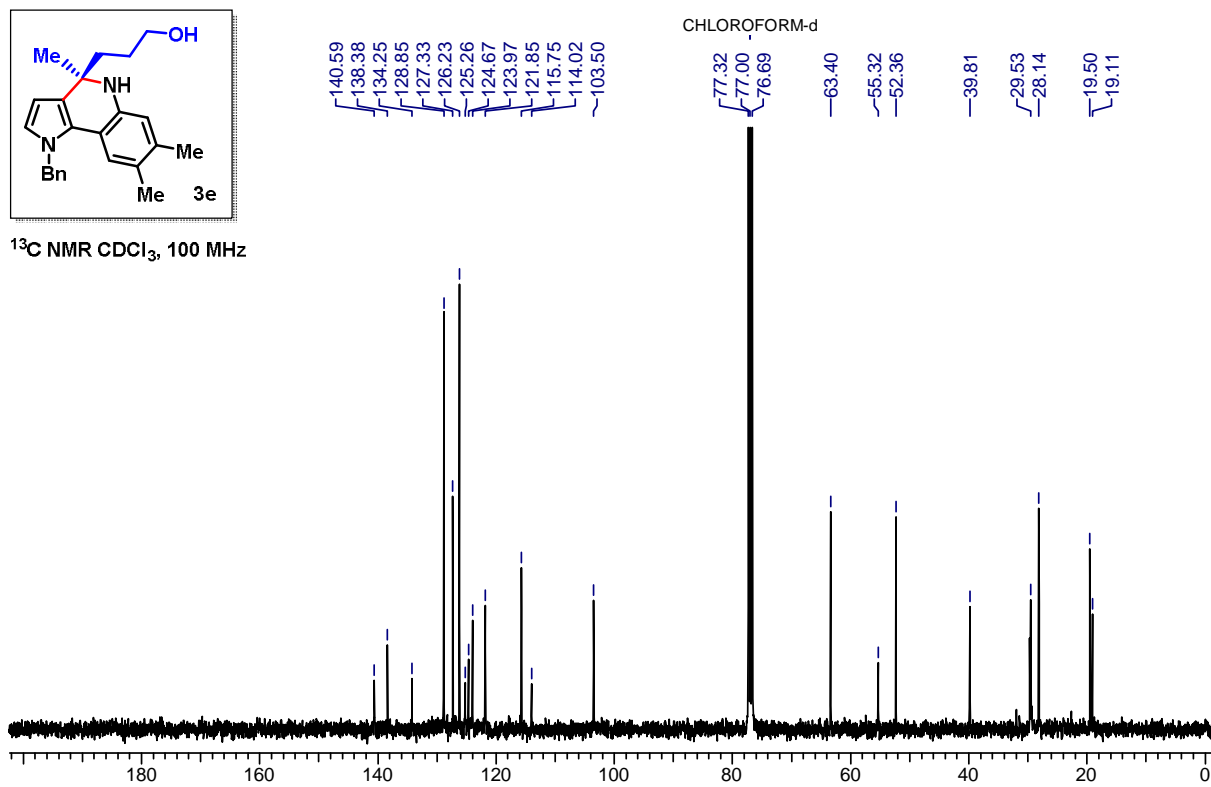 OH
Me
NH
N
Bn
Me
Me
3e
13C NMR CDCl3, 100 MHz
CHLOROFORM-d
140.59
138.38
134.25
128.85
127.33
126.23
125.26
124.67
123.97
121.85
115.75
114.02
103.50
77.32
77.00
76.69
63.40
55.32
52.36
39.81
29.53
28.14
19.50
19.11
180 160 140 120 100 80 60 40 20 0